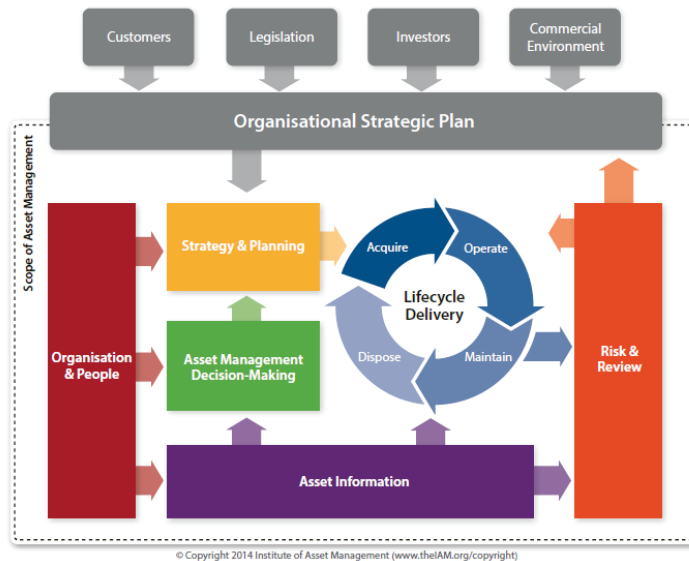 Customers
Legislation
Investors
Commercial
Environment
Organisational Strategic Plan
Scope of Asset Management
Strategy & Planning
Acquire
Operate
Lifecycle
Delivery
Organisation
& People
Asset Management
Decision-Making
Dispose
Maintain
Risk &
Review
Asset Information
© Copyright 2014 Institute of Asset Management (www.theIAM.org/copyright)